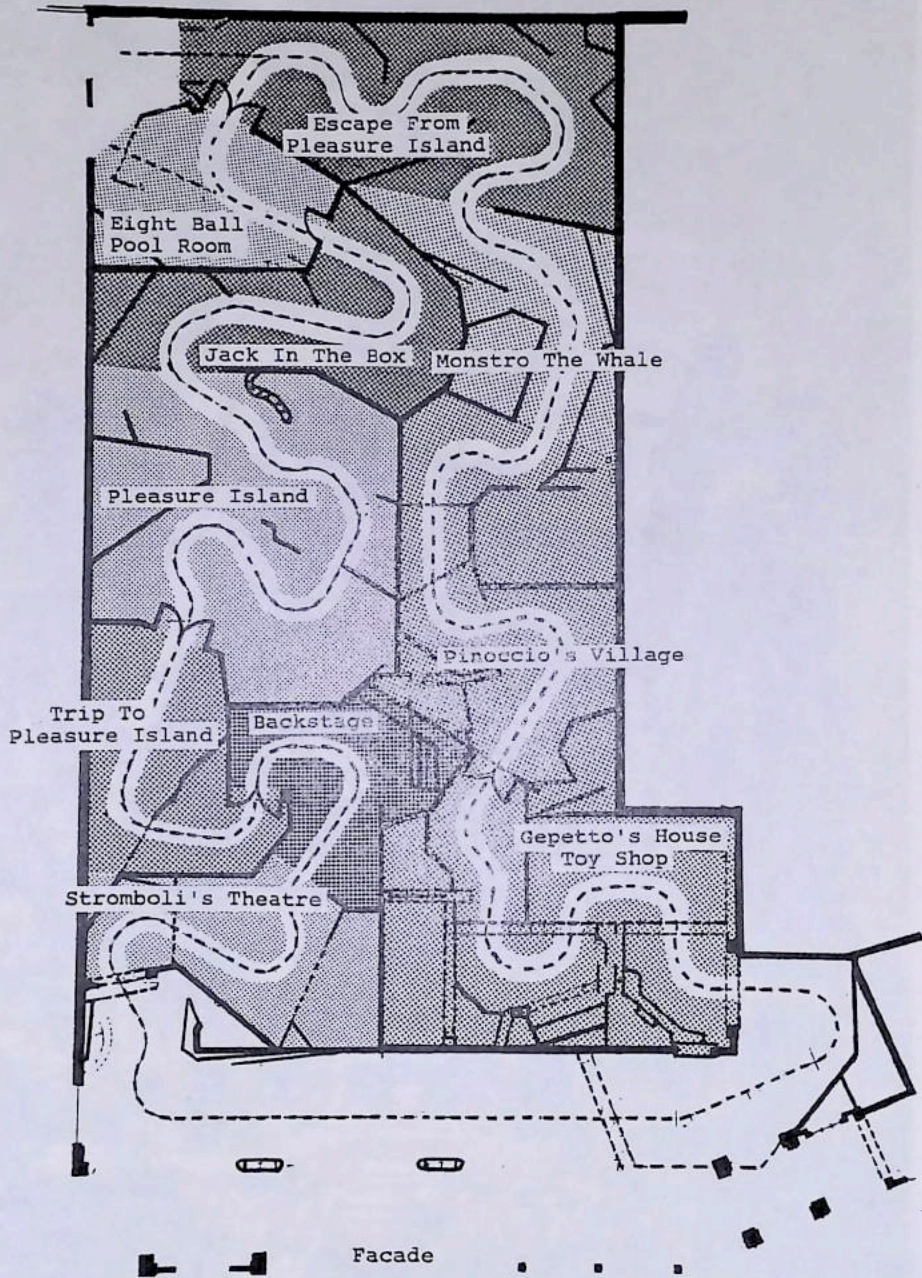 Escape From
Pleasure Island
Eight Ball
Pool Room
Jack In The Box
Monstro The Whale
Pleasure Island
Pinoccio's Village
Trip To
Pleasure Island
Backstage
Gepetto's House
Toy Shop
Stromboli's Theatre
Facade